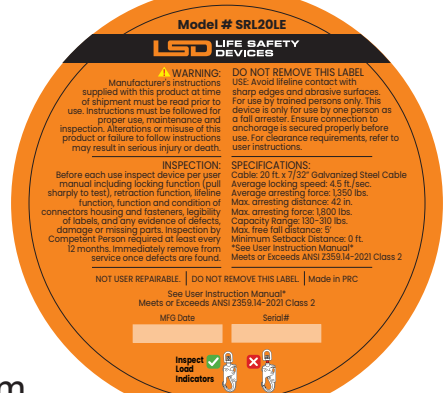 Model # SRL20LE
LSD LIFE SAFETY DEVICES
⚠WARNING:
Manufacturer's instructions
supplied with this product at time
of shipment must be read prior to
use. Instructions must be followed for
proper use, maintenance and
inspection. Alterations or misuse of this
product or failure to follow instructions
may result in serious injury or death.
DO NOT REMOVE THIS LABEL
USE: Avoid lifeline contact with
sharp edges and abrasive surfaces.
For use by trained persons only. This
device is only for use by one person as
a fall arrester. Ensure connection to
anchorage is secured properly before
use. For clearance requirements, refer to
user instructions.
INSPECTION:
Before each use inspect device per user
manual including locking function (pull
sharply to test), retraction function, lifeline
function, function and condition of
connectors housing and fasteners, legibility
of labels, and any evidence of defects,
damage or missing parts. Inspection by
Competent Person required at least every
12 months. Immediately remove from
service once defects are found.
SPECIFICATIONS:
Cable: 20 ft. x 7/32" Galvanized Steel Cable
Average locking speed: 4.5 ft./sec.
Average arresting force: 1,350 lbs.
Max. arresting distance: 42 in.
Max. arresting force: 1,800 lbs.
Capacity Range: 130-310 lbs.
Max. free fall distance: 5'
Minimum Setback Distance: 0 ft.
*See User Instruction Manual*
Meets or Exceeds ANSI Z359.14-2021 Class 2
NOT USER REPAIRABLE. | DO NOT REMOVE THIS LABEL | Made in PRC
See User Instruction Manual*
Meets or Exceeds ANSI Z359.14-2021 Class 2
MFG Date Serial#
Inspect
Load
Indicators
m